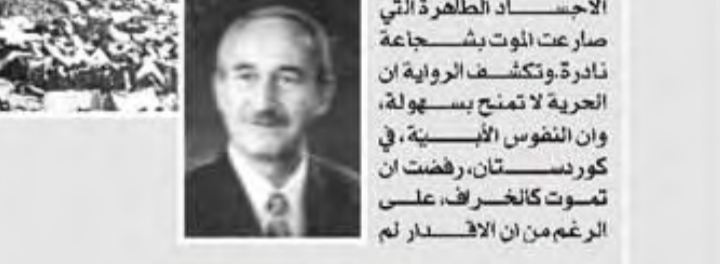 الاجساد الطاهرة التي
صارعت الموت بشجاعة
نادرة.وتكشف الرواية ان
الحرية لا تمنح بسهولة،
وان النفوس الأبيّة، في
كوردستان، رفضت ان
تموت كالخراف، على
الرغم من ان الاقدار لم